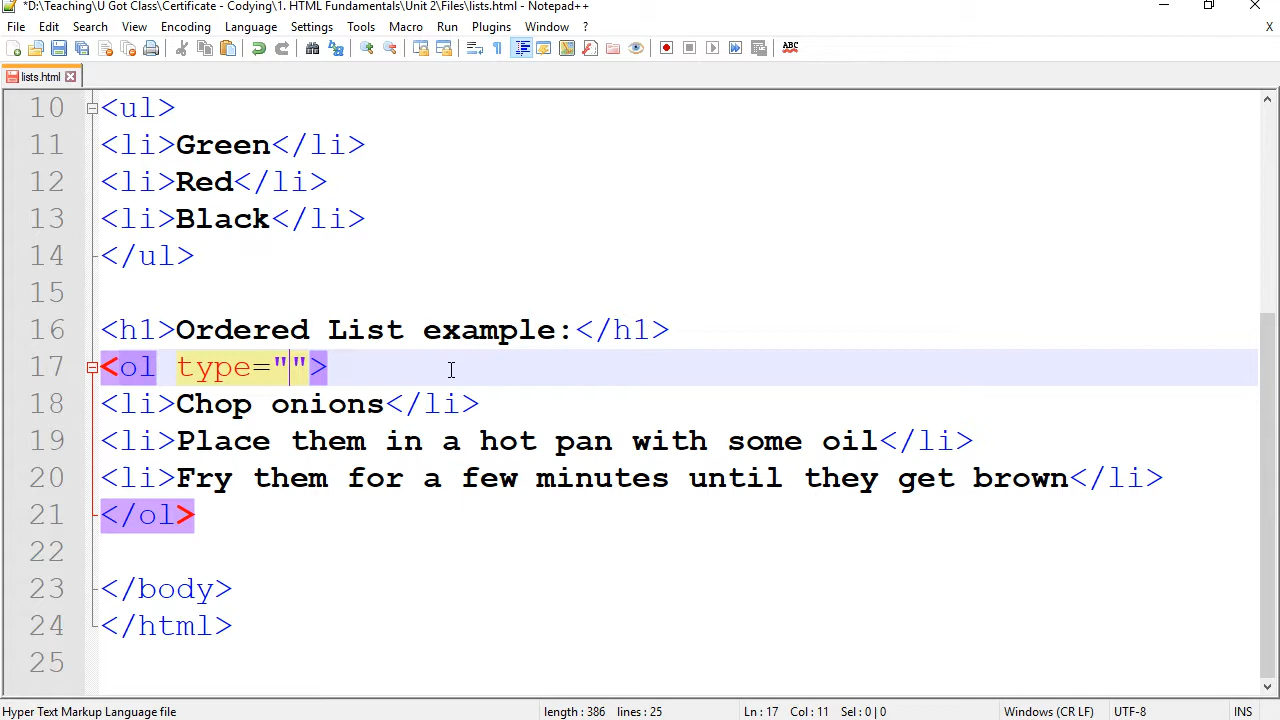 *D:\Teaching\U Got Class\Certificate - Codying\1. HTML Fundamentals\Unit 2\Files\lists.html - Notepad++
File Edit Search View Encoding Language Settings Tools Macro Run Plugins Window ? X
ABC
lists.html
10 <ul>
11 <li>Green</li>
12 <li>Red</li>
13 <li>Black</li>
14 </ul>
15
16 <h1>Ordered List example:</h1>
17 <ol type="">
18 <li>Chop onions</li>
19 <li>Place them in a hot pan with some oil</li>
20 <li>Fry them for a few minutes until they get brown</li>
21 </ol>
22
23 </body>
24 </html>
25
Hyper Text Markup Language file length : 386 lines : 25 Ln : 17 Col : 11 Sel : 0 | 0 Windows (CR LF) UTF-8 INS